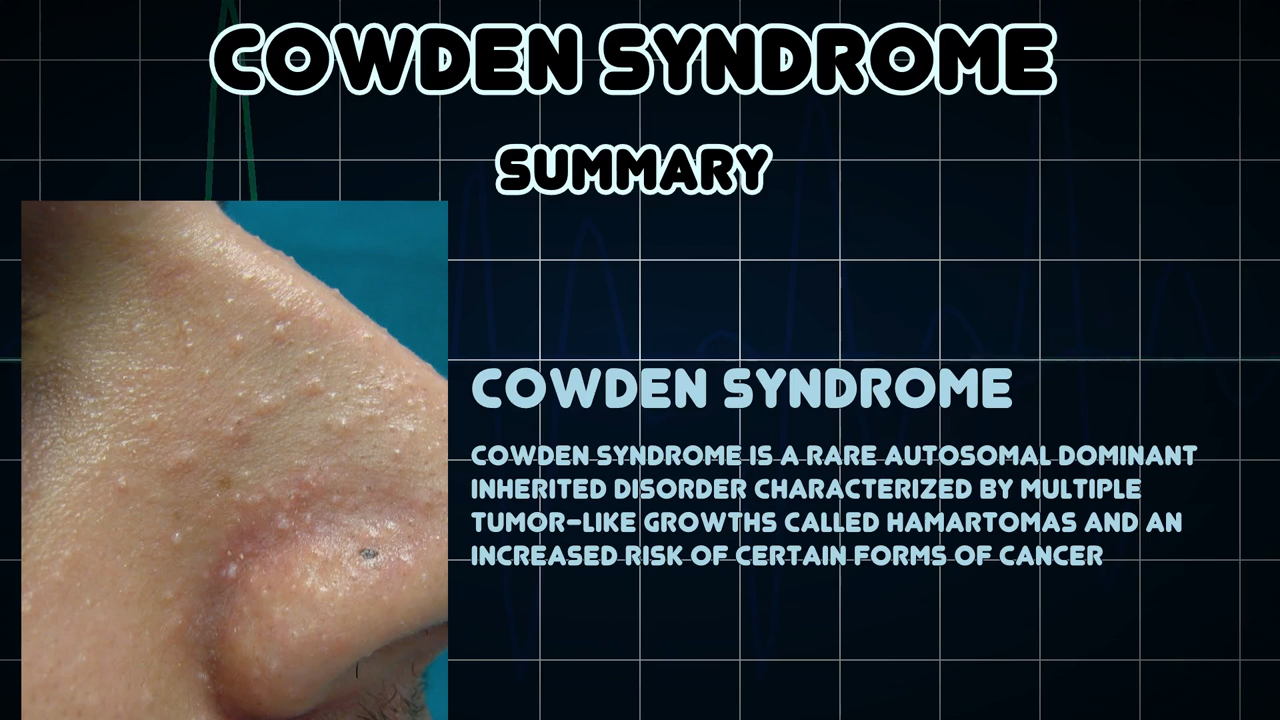 COWDEN SYNDROME
SUMMARY
COWDEN SYNDROME
COWDEN SYNDROME IS A RARE AUTOSOMAL DOMINANT
INHERITED DISORDER CHARACTERIZED BY MULTIPLE
TUMOR-LIKE GROWTHS CALLED HAMARTOMAS AND AN
INCREASED RISK OF CERTAIN FORMS OF CANCER